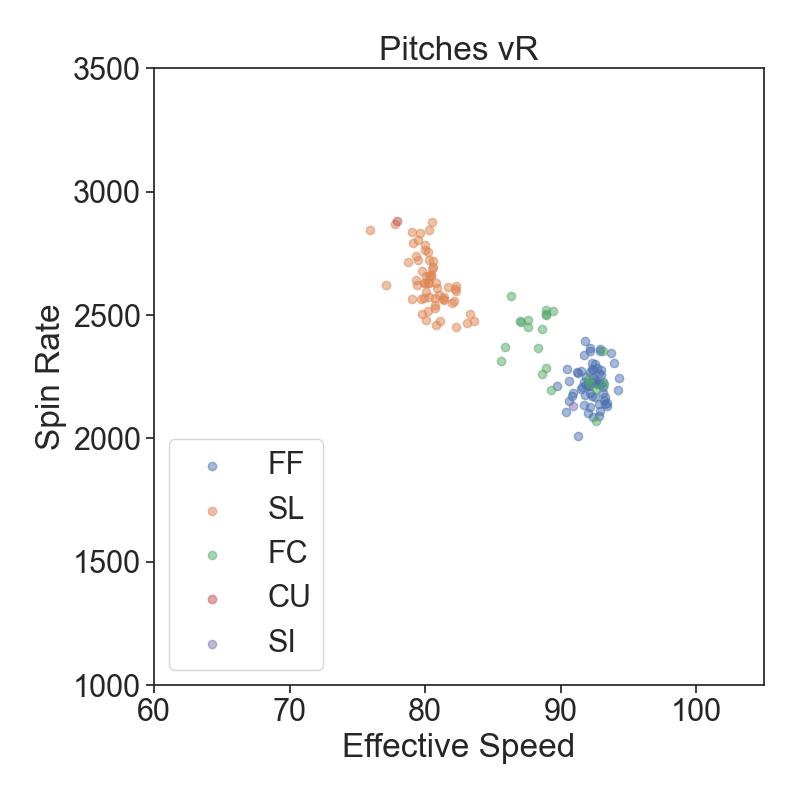 Pitches vR
3500
3000
2500
2000
1500
1000
Spin Rate
FF
SL
FC
CU
SI
60 70 80 90 100
Effective Speed